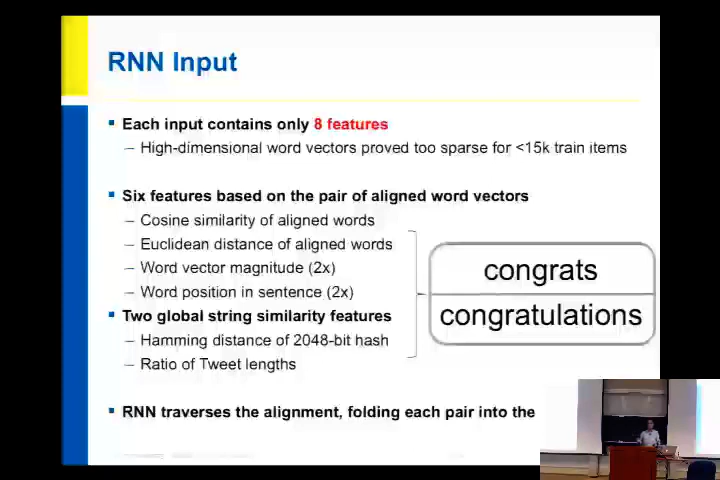 RNN Input
Each input contains only 8 features
– High-dimensional word vectors proved too sparse for <15k train items
Six features based on the pair of aligned word vectors
– Cosine similarity of aligned words
– Euclidean distance of aligned words
– Word vector magnitude (2x)
– Word position in sentence (2x)
Two global string similarity features
– Hamming distance of 2048-bit hash
– Ratio of Tweet lengths
congrats
congratulations
RNN traverses the alignment, folding each pair into the